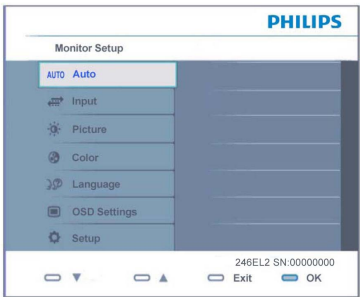 PHILIPS
Monitor Setup
AUTO Auto
Input
Picture
Color
Language
OSD Settings
Setup
246EL2 SN:00000000
▼ ▲ Exit OK